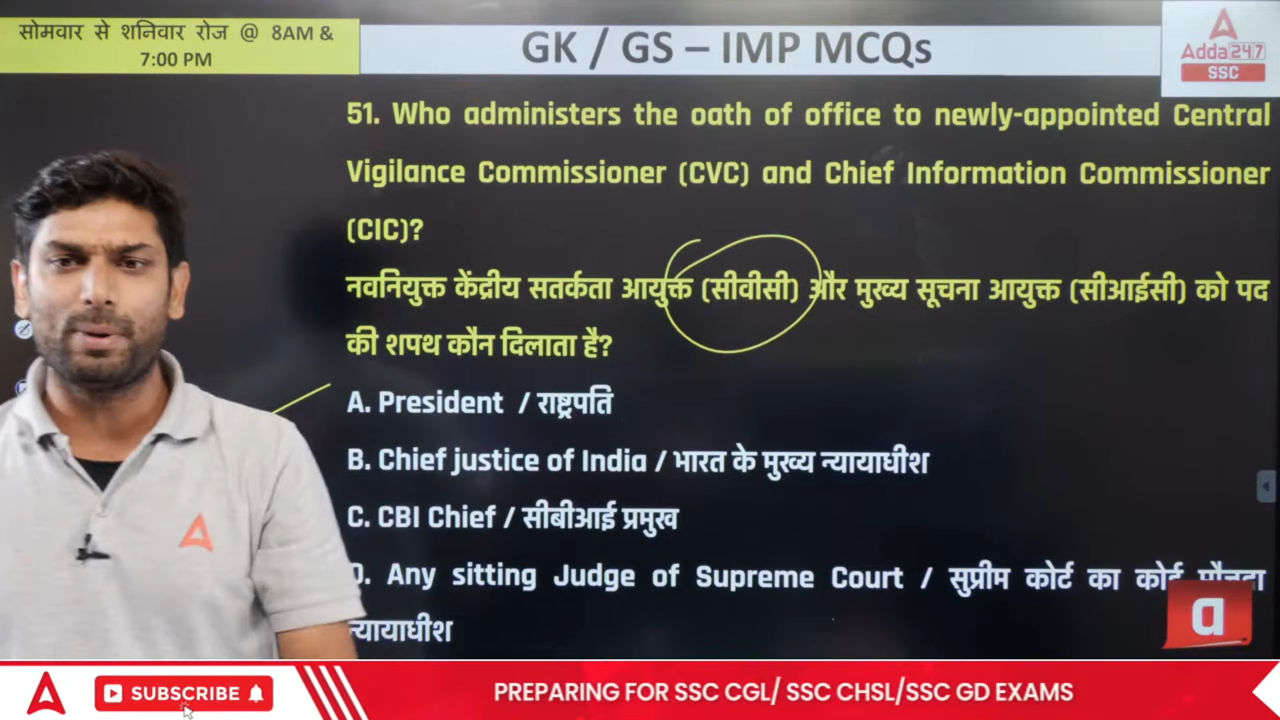 सोमवार से शनिवार रोज @ 8AM &
7:00 PM
GK / GS – IMP MCQs
Adda247
SSC
51. Who administers the oath of office to newly-appointed Central
Vigilance Commissioner (CVC) and Chief Information Commissioner
(CIC)?
नवनियुक्त केंद्रीय सतर्कता आयुक्त (सीवीसी) और मुख्य सूचना आयुक्त (सीआईसी) को पद
की शपथ कौन दिलाता है?
A. President / राष्ट्रपति
B. Chief justice of India / भारत के मुख्य न्यायाधीश
C. CBI Chief / सीबीआई प्रमुख
D. Any sitting Judge of Supreme Court / सुप्रीम कोर्ट का कोई मौजूदा
न्यायाधीश
a
SUBSCRIBE
PREPARING FOR SSC CGL/ SSC CHSL/SSC GD EXAMS